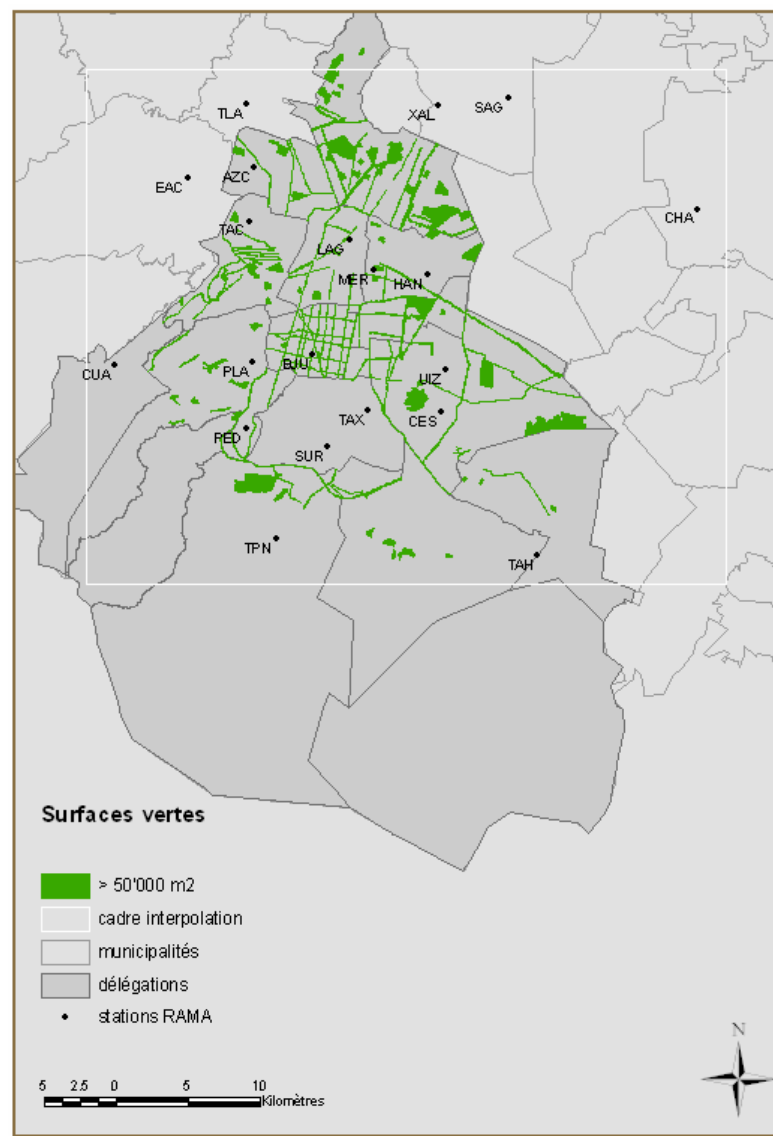 TLA
XAL
SAG
EAC
AZC
TAC
CHA
LAG
MER
HAN
CUA
PLA
BJU
UIZ
PED
TAX
CES
SUR
TPN
TAH
Surfaces vertes
> 50'000 m2
cadre interpolation
municipalités
délégations
stations RAMA
N
5 2.5 0 5 10
Kilomètres